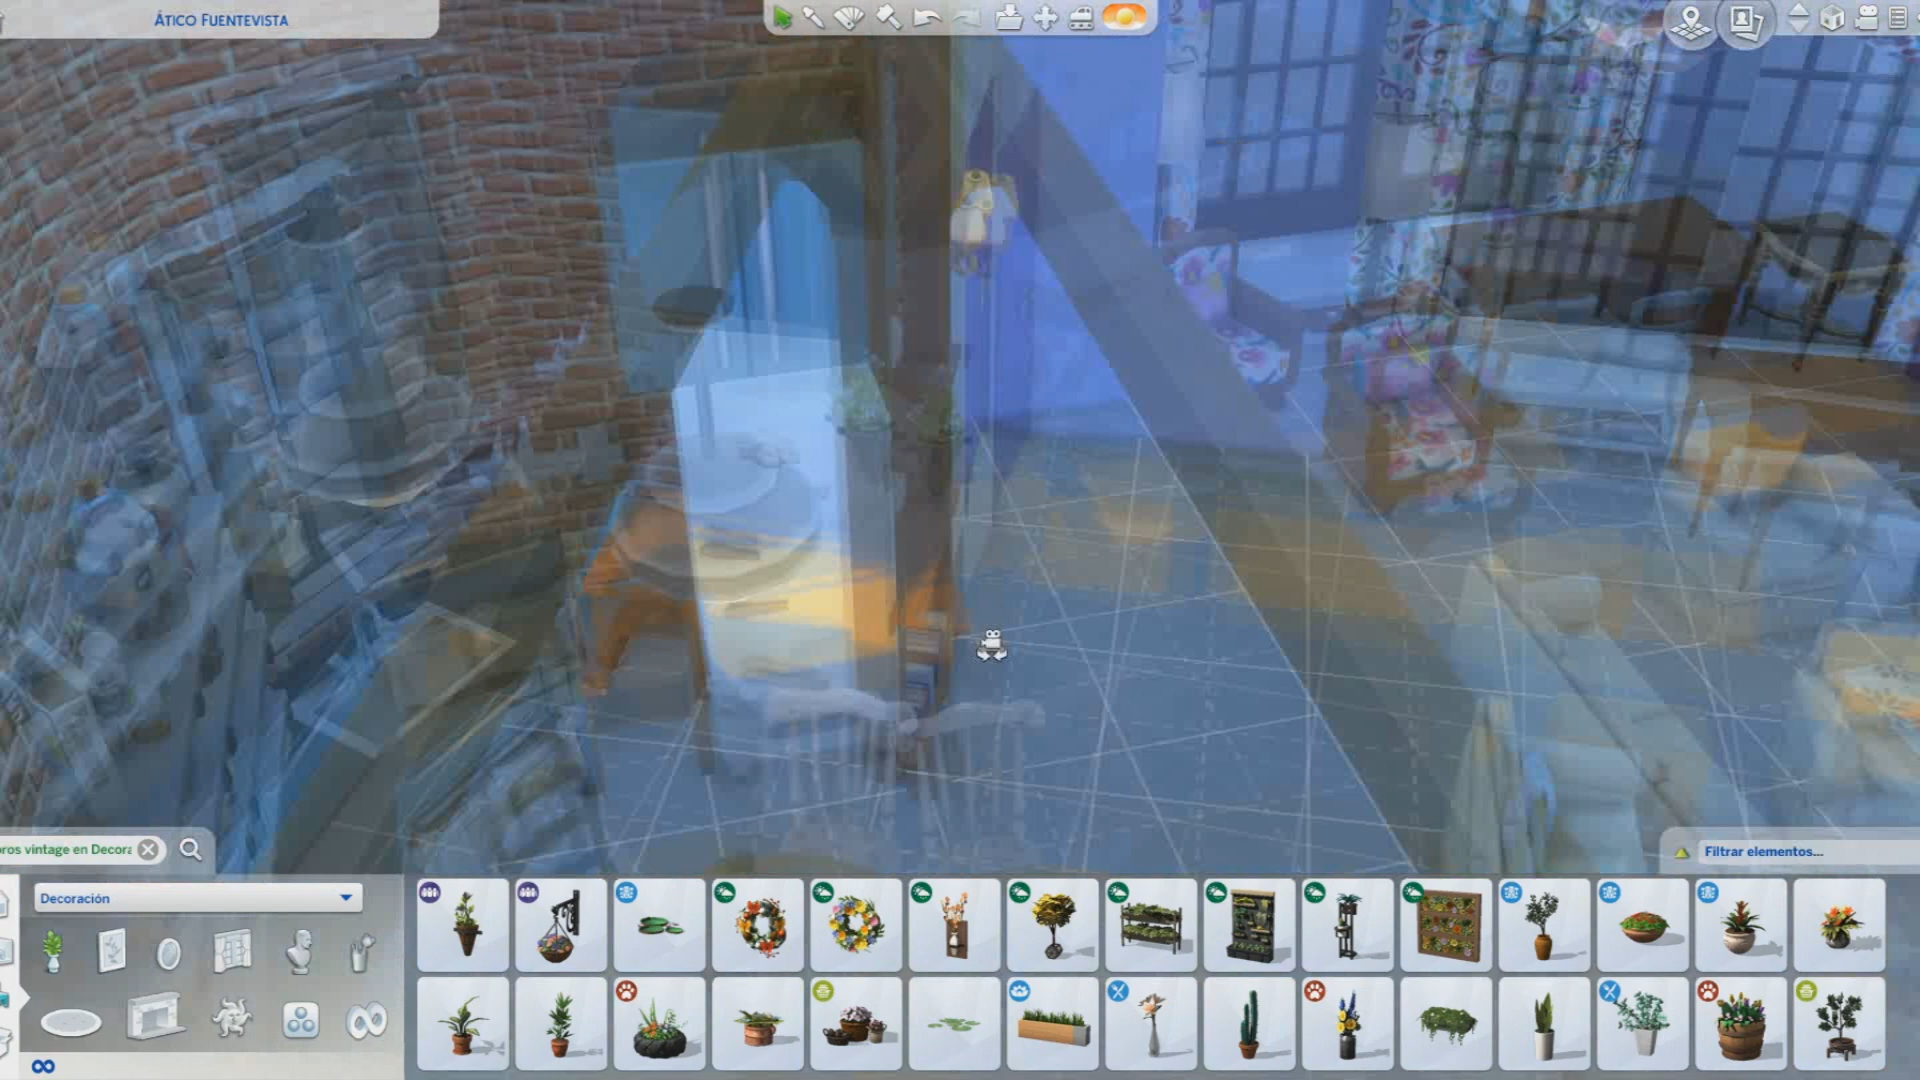 ÁTICO FUENTEVISTA
ros vintage en Decora
Filtrar elementos...
Decoración